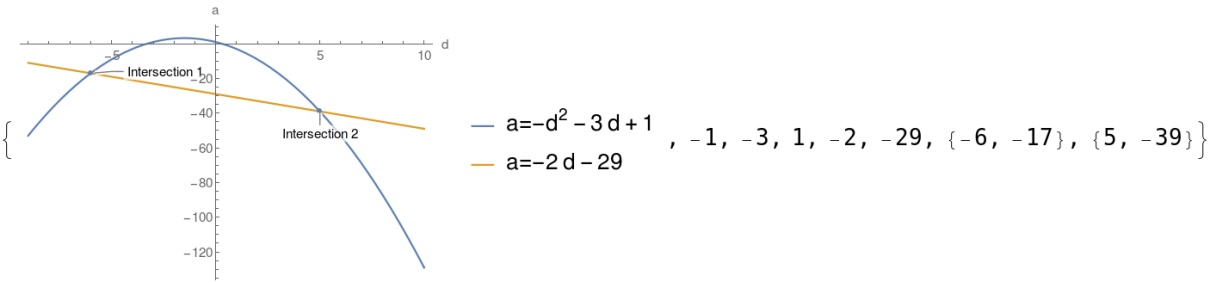 a
d
-5
5
10
Intersection 1
-20
-40
Intersection 2
-60
-80
-100
-120
a=-d² - 3 d + 1
a=-2 d - 29
{ , -1, -3, 1, -2, -29, {-6, -17}, {5, -39}}